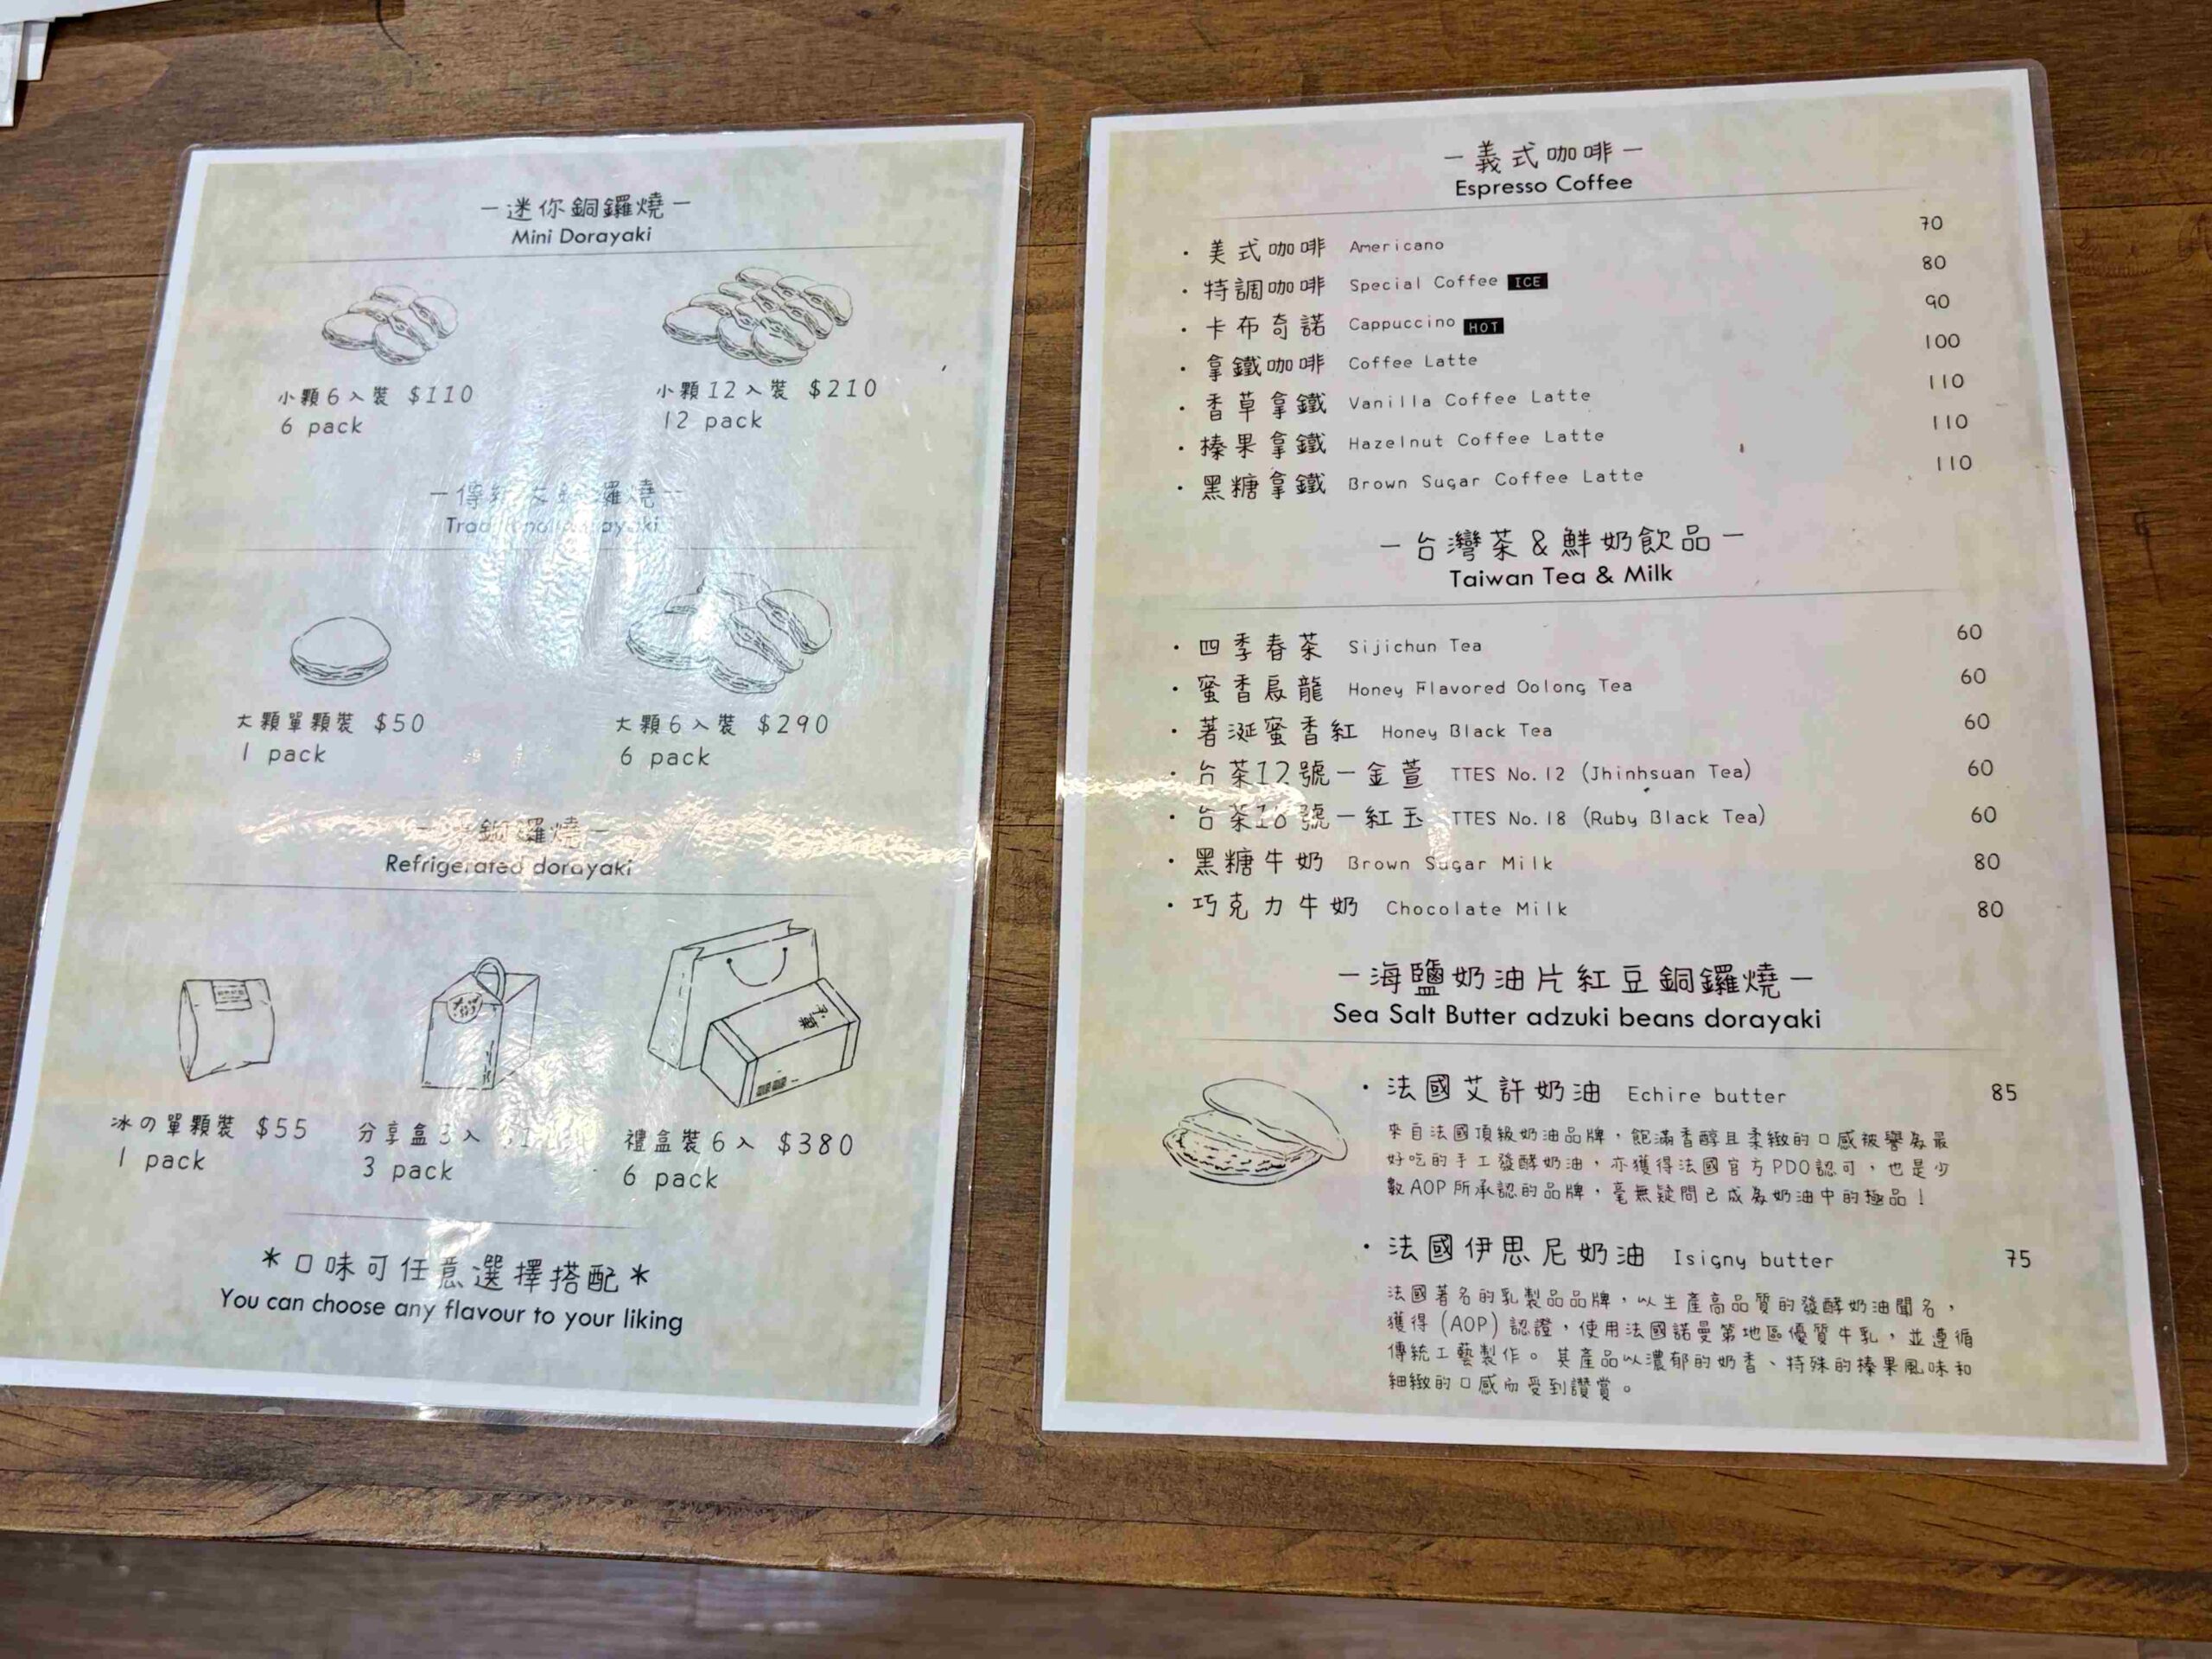 －迷你銅鑼燒－
Mini Dorayaki
小顆6入裝 $110
6 pack
小顆12入裝 $210
12 pack
鑼燒－
大顆單顆裝 $50
1 pack
大顆6入裝 $290
6 pack
銅鑼燒－
Refrigerated dorayaki
冰の單顆裝 $55
1 pack
分享盒3入
3 pack
禮盒裝6入 $380
6 pack
＊口味可任意選擇搭配＊
You can choose any flavour to your liking
－義式咖啡－
Espresso Coffee
・美式咖啡 Americano 70
・特調咖啡 Special Coffee ICE 80
・卡布奇諾 Cappuccino HOT 90
・拿鐵咖啡 Coffee Latte 100
・香草拿鐵 Vanilla Coffee Latte 110
・榛果拿鐵 Hazelnut Coffee Latte 110
・黑糖拿鐵 Brown Sugar Coffee Latte 110
－台灣茶&鮮奶飲品－
Taiwan Tea & Milk
・四季春茶 Sijichun Tea 60
・蜜香烏龍 Honey Flavored Oolong Tea 60
・著涎蜜香紅 Honey Black Tea 60
・台茶12號－金萱 TTES No.12 (Jhinhsuan Tea) 60
・台茶18號－紅玉 TTES No.18 (Ruby Black Tea) 60
・黑糖牛奶 Brown Sugar Milk 80
・巧克力牛奶 Chocolate Milk 80
－海鹽奶油片紅豆銅鑼燒－
Sea Salt Butter adzuki beans dorayaki
・法國艾許奶油 Echire butter 85
來自法國頂級奶油品牌，飽滿香醇且柔緻的口感被譽為最
好吃的手工發酵奶油，亦獲得法國官方PDO認可，也是少
數AOP所承認的品牌，毫無疑問已成為奶油中的極品！
・法國伊思尼奶油 Isigny butter 75
法國著名的乳製品品牌，以生產高品質的發酵奶油聞名，
獲得(AOP)認證，使用法國諾曼第地區優質牛乳，並遵循
傳統工藝製作。其產品以濃郁的奶香、特殊的榛果風味和
細緻的口感而受到讚賞。